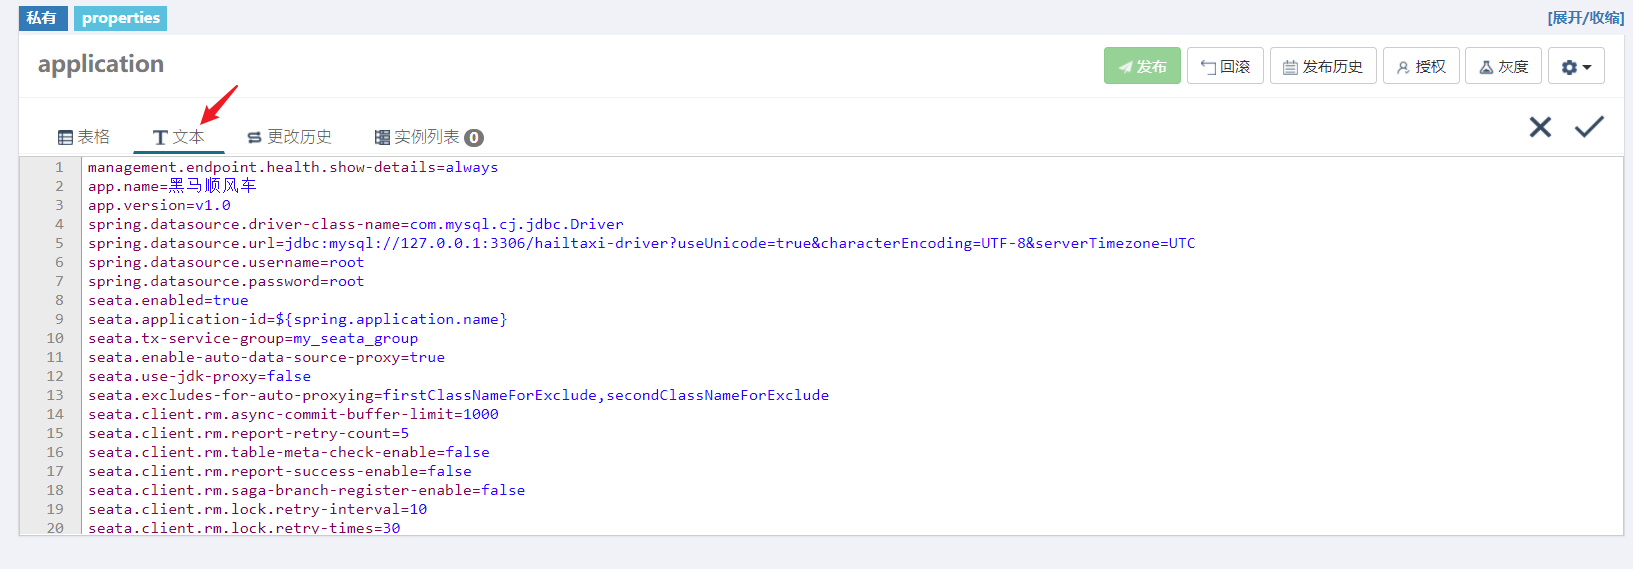 私有 properties [展开/收缩]
application 发布 回滚 发布历史 授权 灰度
表格 文本 更改历史 实例列表 0
1 management.endpoint.health.show-details=always
2 app.name=黑马顺风车
3 app.version=v1.0
4 spring.datasource.driver-class-name=com.mysql.cj.jdbc.Driver
5 spring.datasource.url=jdbc:mysql://127.0.0.1:3306/hailtaxi-driver?useUnicode=true&characterEncoding=UTF-8&serverTimezone=UTC
6 spring.datasource.username=root
7 spring.datasource.password=root
8 seata.enabled=true
9 seata.application-id=${spring.application.name}
10 seata.tx-service-group=my_seata_group
11 seata.enable-auto-data-source-proxy=true
12 seata.use-jdk-proxy=false
13 seata.excludes-for-auto-proxying=firstClassNameForExclude,secondClassNameForExclude
14 seata.client.rm.async-commit-buffer-limit=1000
15 seata.client.rm.report-retry-count=5
16 seata.client.rm.table-meta-check-enable=false
17 seata.client.rm.report-success-enable=false
18 seata.client.rm.saga-branch-register-enable=false
19 seata.client.rm.lock.retry-interval=10
20 seata.client.rm.lock.retry-times=30